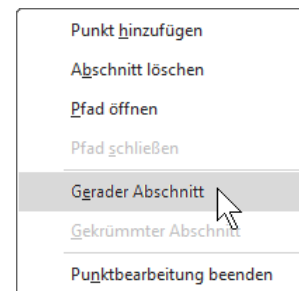 Punkt hinzufügen
Abschnitt löschen
Pfad öffnen
Pfad schließen
Gerader Abschnitt
Gekrümmter Abschnitt
Punktbearbeitung beenden